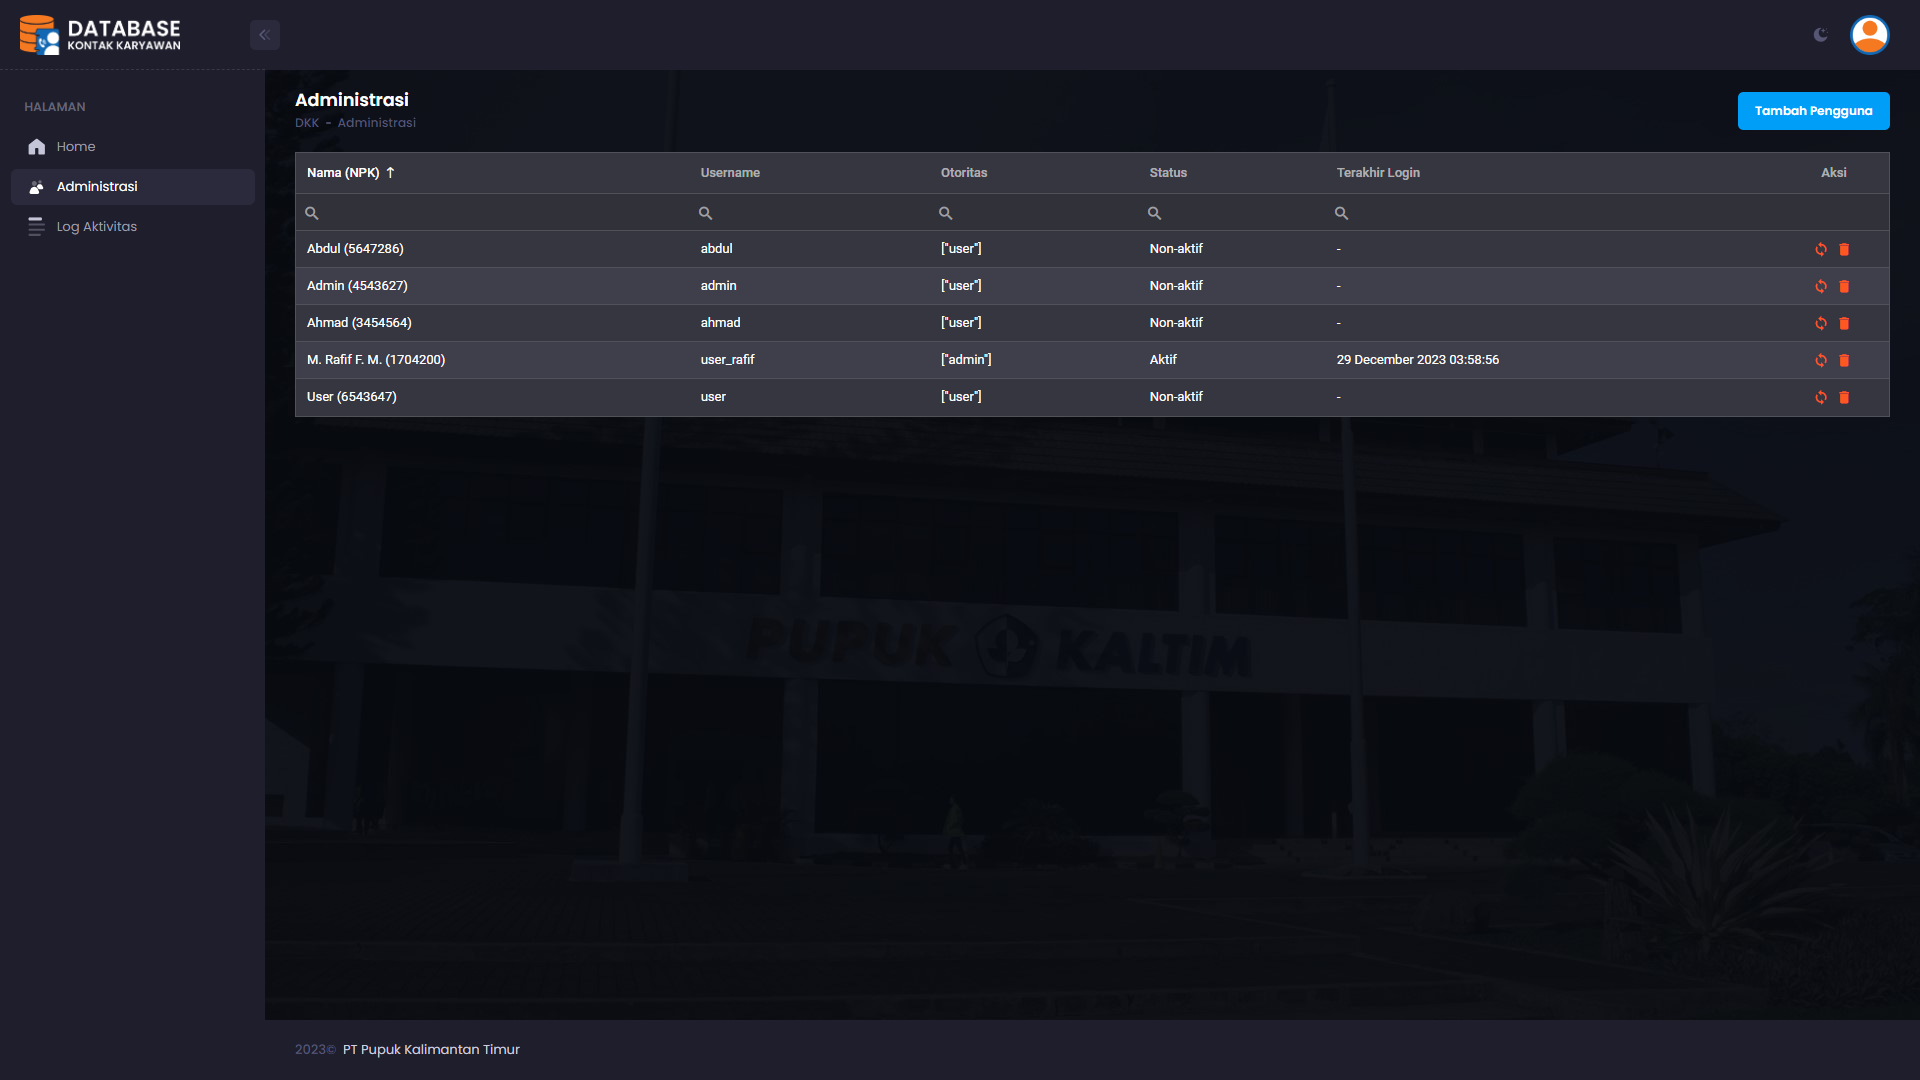 DATABASE
KONTAK KARYAWAN
HALAMAN
Home
Administrasi
Log Aktivitas
Administrasi
DKK - Administrasi
Tambah Pengguna
Nama (NPK) ↑ Username Otoritas Status Terakhir Login Aksi
Abdul (5647286) abdul ["user"] Non-aktif -
Admin (4543627) admin ["user"] Non-aktif -
Ahmad (3454564) ahmad ["user"] Non-aktif -
M. Rafif F. M. (1704200) user_rafif ["admin"] Aktif 29 December 2023 03:58:56
User (6543647) user ["user"] Non-aktif -
PUPUK KALTIM
2023© PT Pupuk Kalimantan Timur